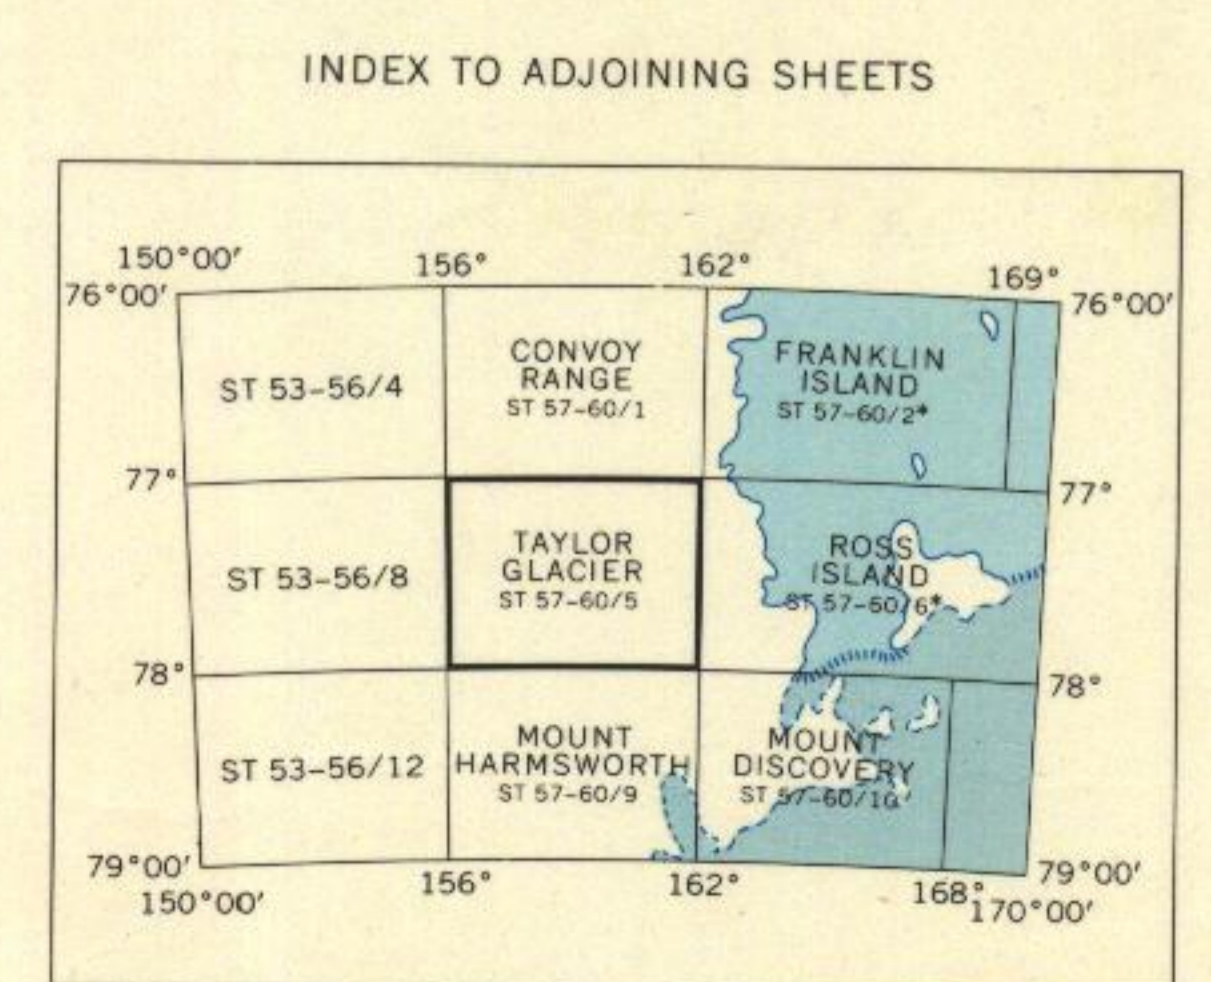 INDEX TO ADJOINING SHEETS
150°00′
156°
162°
169°
76°00′
76°00′
ST 53-56/4
CONVOY
RANGE
ST 57-60/1
FRANKLIN
ISLAND
ST 57-60/2*
77°
77°
ST 53-56/8
TAYLOR
GLACIER
ST 57-60/5
ROSS
ISLAND
ST 57-60/6*
78°
78°
ST 53-56/12
MOUNT
HARMSWORTH
ST 57-60/9
MOUNT
DISCOVERY
ST 57-60/10
79°00′
79°00′
150°00′
156°
162°
168°
170°00′